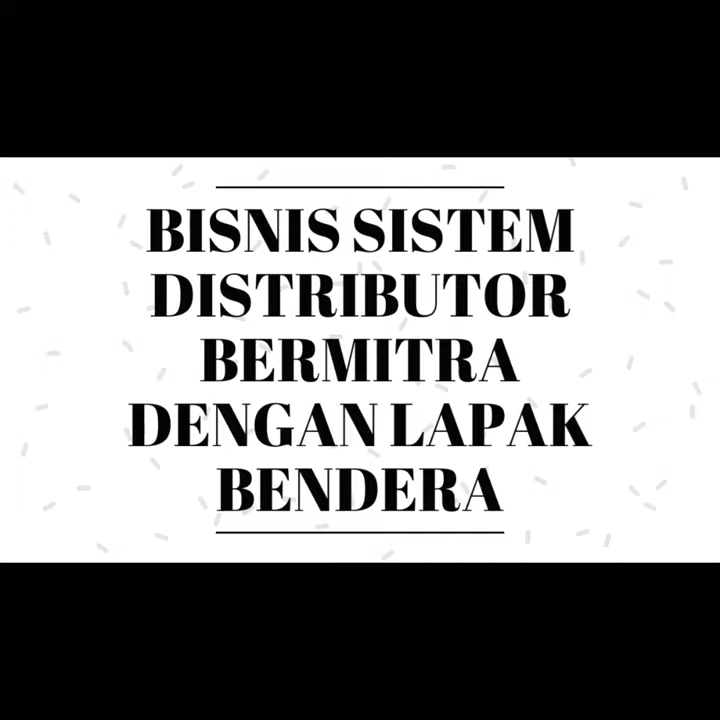 BISNIS SISTEM
DISTRIBUTOR
BERMITRA
DENGAN LAPAK
BENDERA